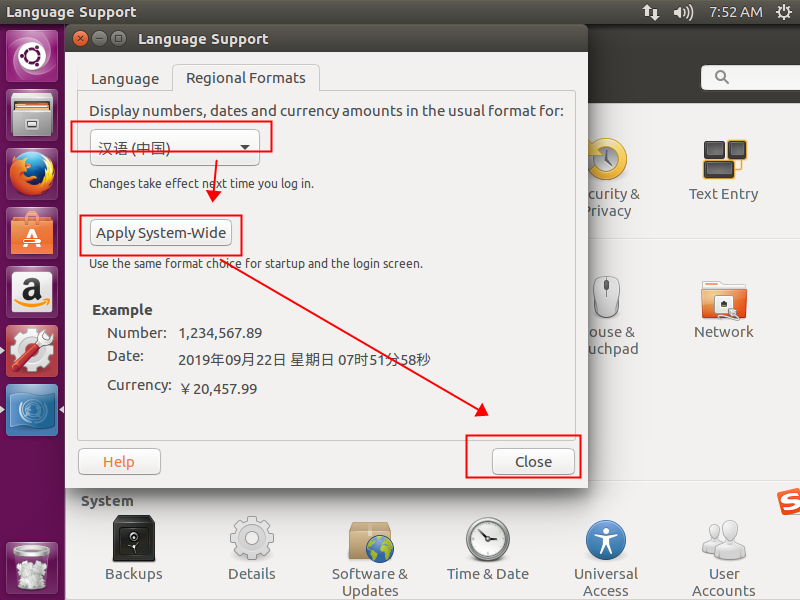 Language Support
7:52 AM
Language Support
Language
Regional Formats
Display numbers, dates and currency amounts in the usual format for:
汉语 (中国)
Changes take effect next time you log in.
Apply System-Wide
Use the same format choice for startup and the login screen.
Example
Number: 1,234,567.89
Date: 2019年09月22日 星期日 07时51分58秒
Currency: ￥20,457.99
Help
Close
curity &
Privacy
Text Entry
ouse &
uchpad
Network
System
Backups
Details
Software &
Updates
Time & Date
Universal
Access
User
Accounts